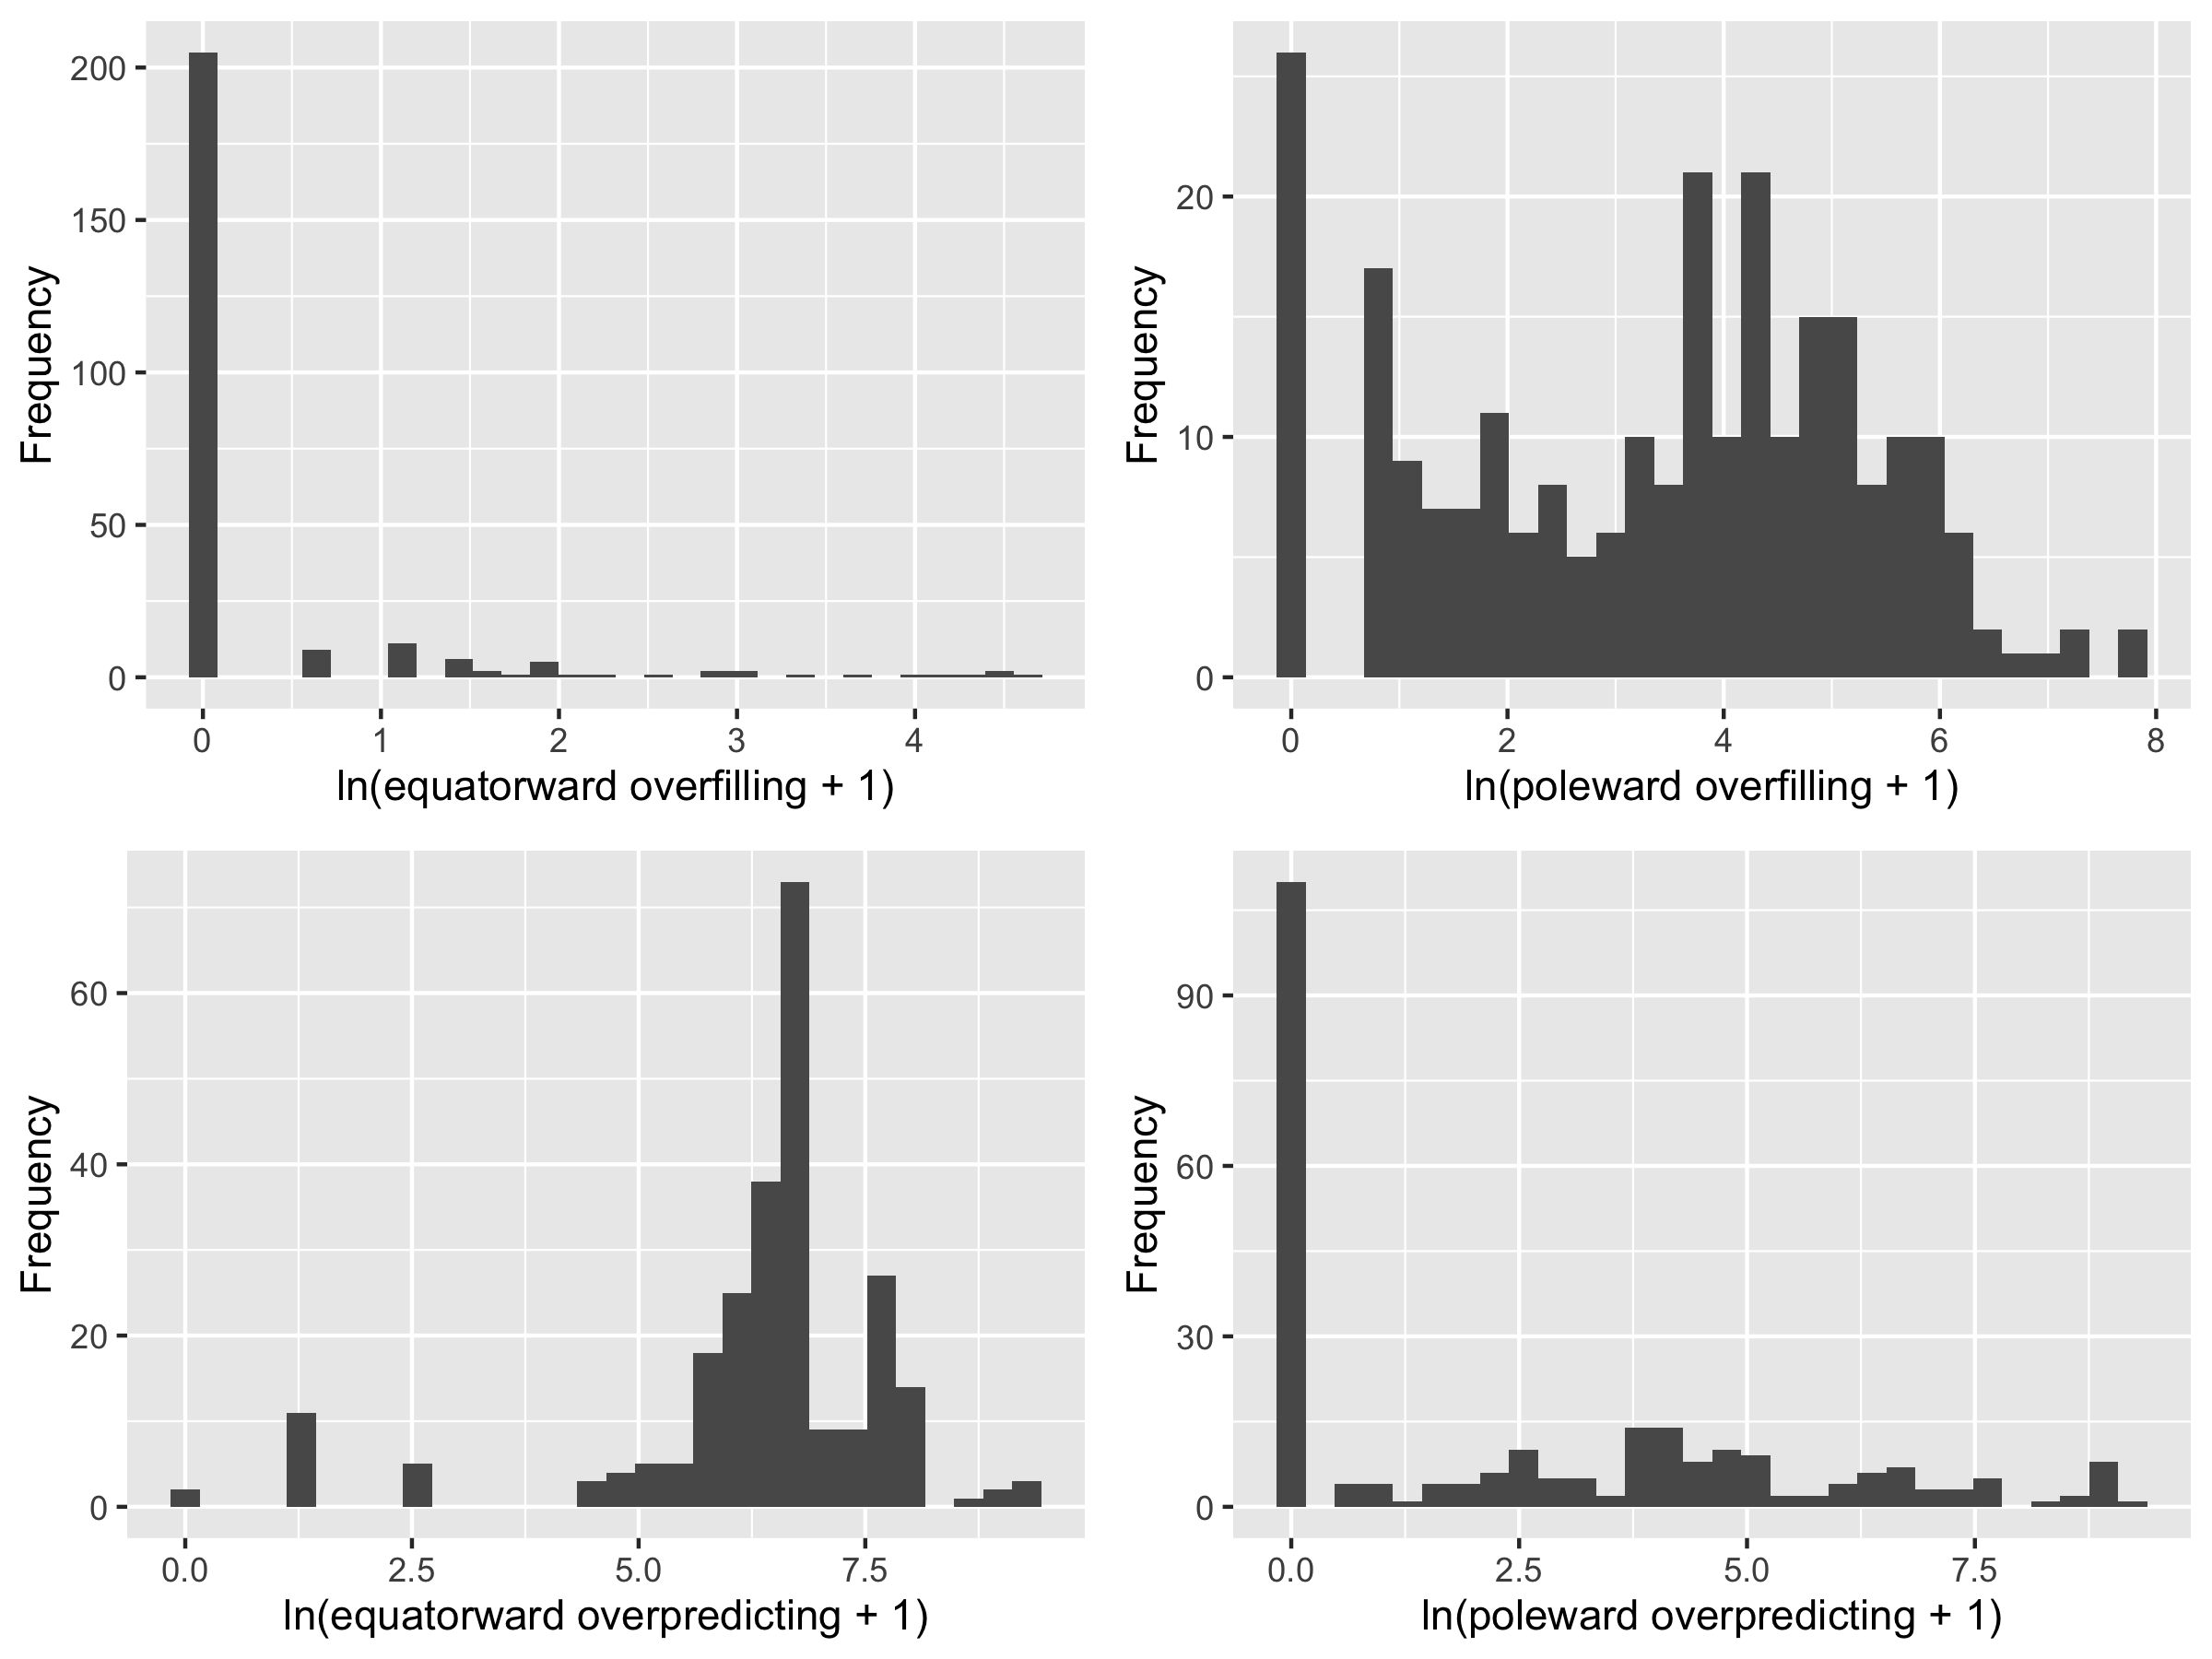 Frequency
200
150
100
50
0
0 1 2 3 4
ln(equatorward overfilling + 1)
Frequency
20
10
0
0 2 4 6 8
ln(poleward overfilling + 1)
Frequency
60
40
20
0
0.0 2.5 5.0 7.5
ln(equatorward overpredicting + 1)
Frequency
90
60
30
0
0.0 2.5 5.0 7.5
ln(poleward overpredicting + 1)